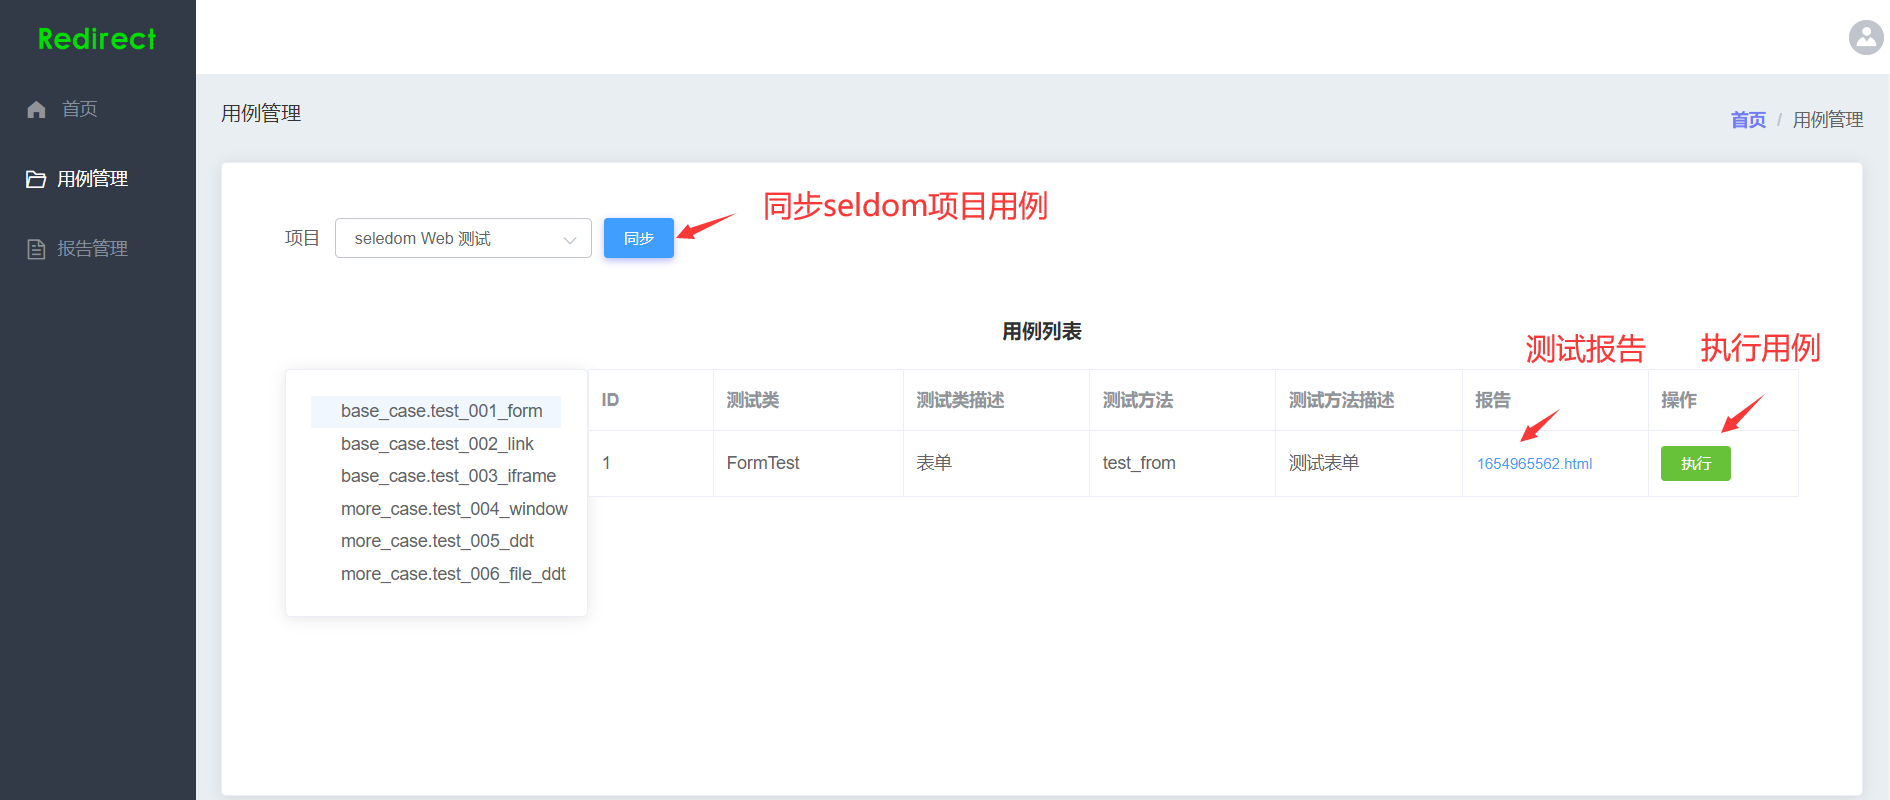 Redirect
首页
用例管理
报告管理
用例管理
首页 / 用例管理
项目 seledom Web 测试 同步
同步seldom项目用例
用例列表
测试报告 执行用例
base_case.test_001_form
base_case.test_002_link
base_case.test_003_iframe
more_case.test_004_window
more_case.test_005_ddt
more_case.test_006_file_ddt
ID 测试类 测试类描述 测试方法 测试方法描述 报告 操作
1 FormTest 表单 test_from 测试表单 1654965562.html 执行